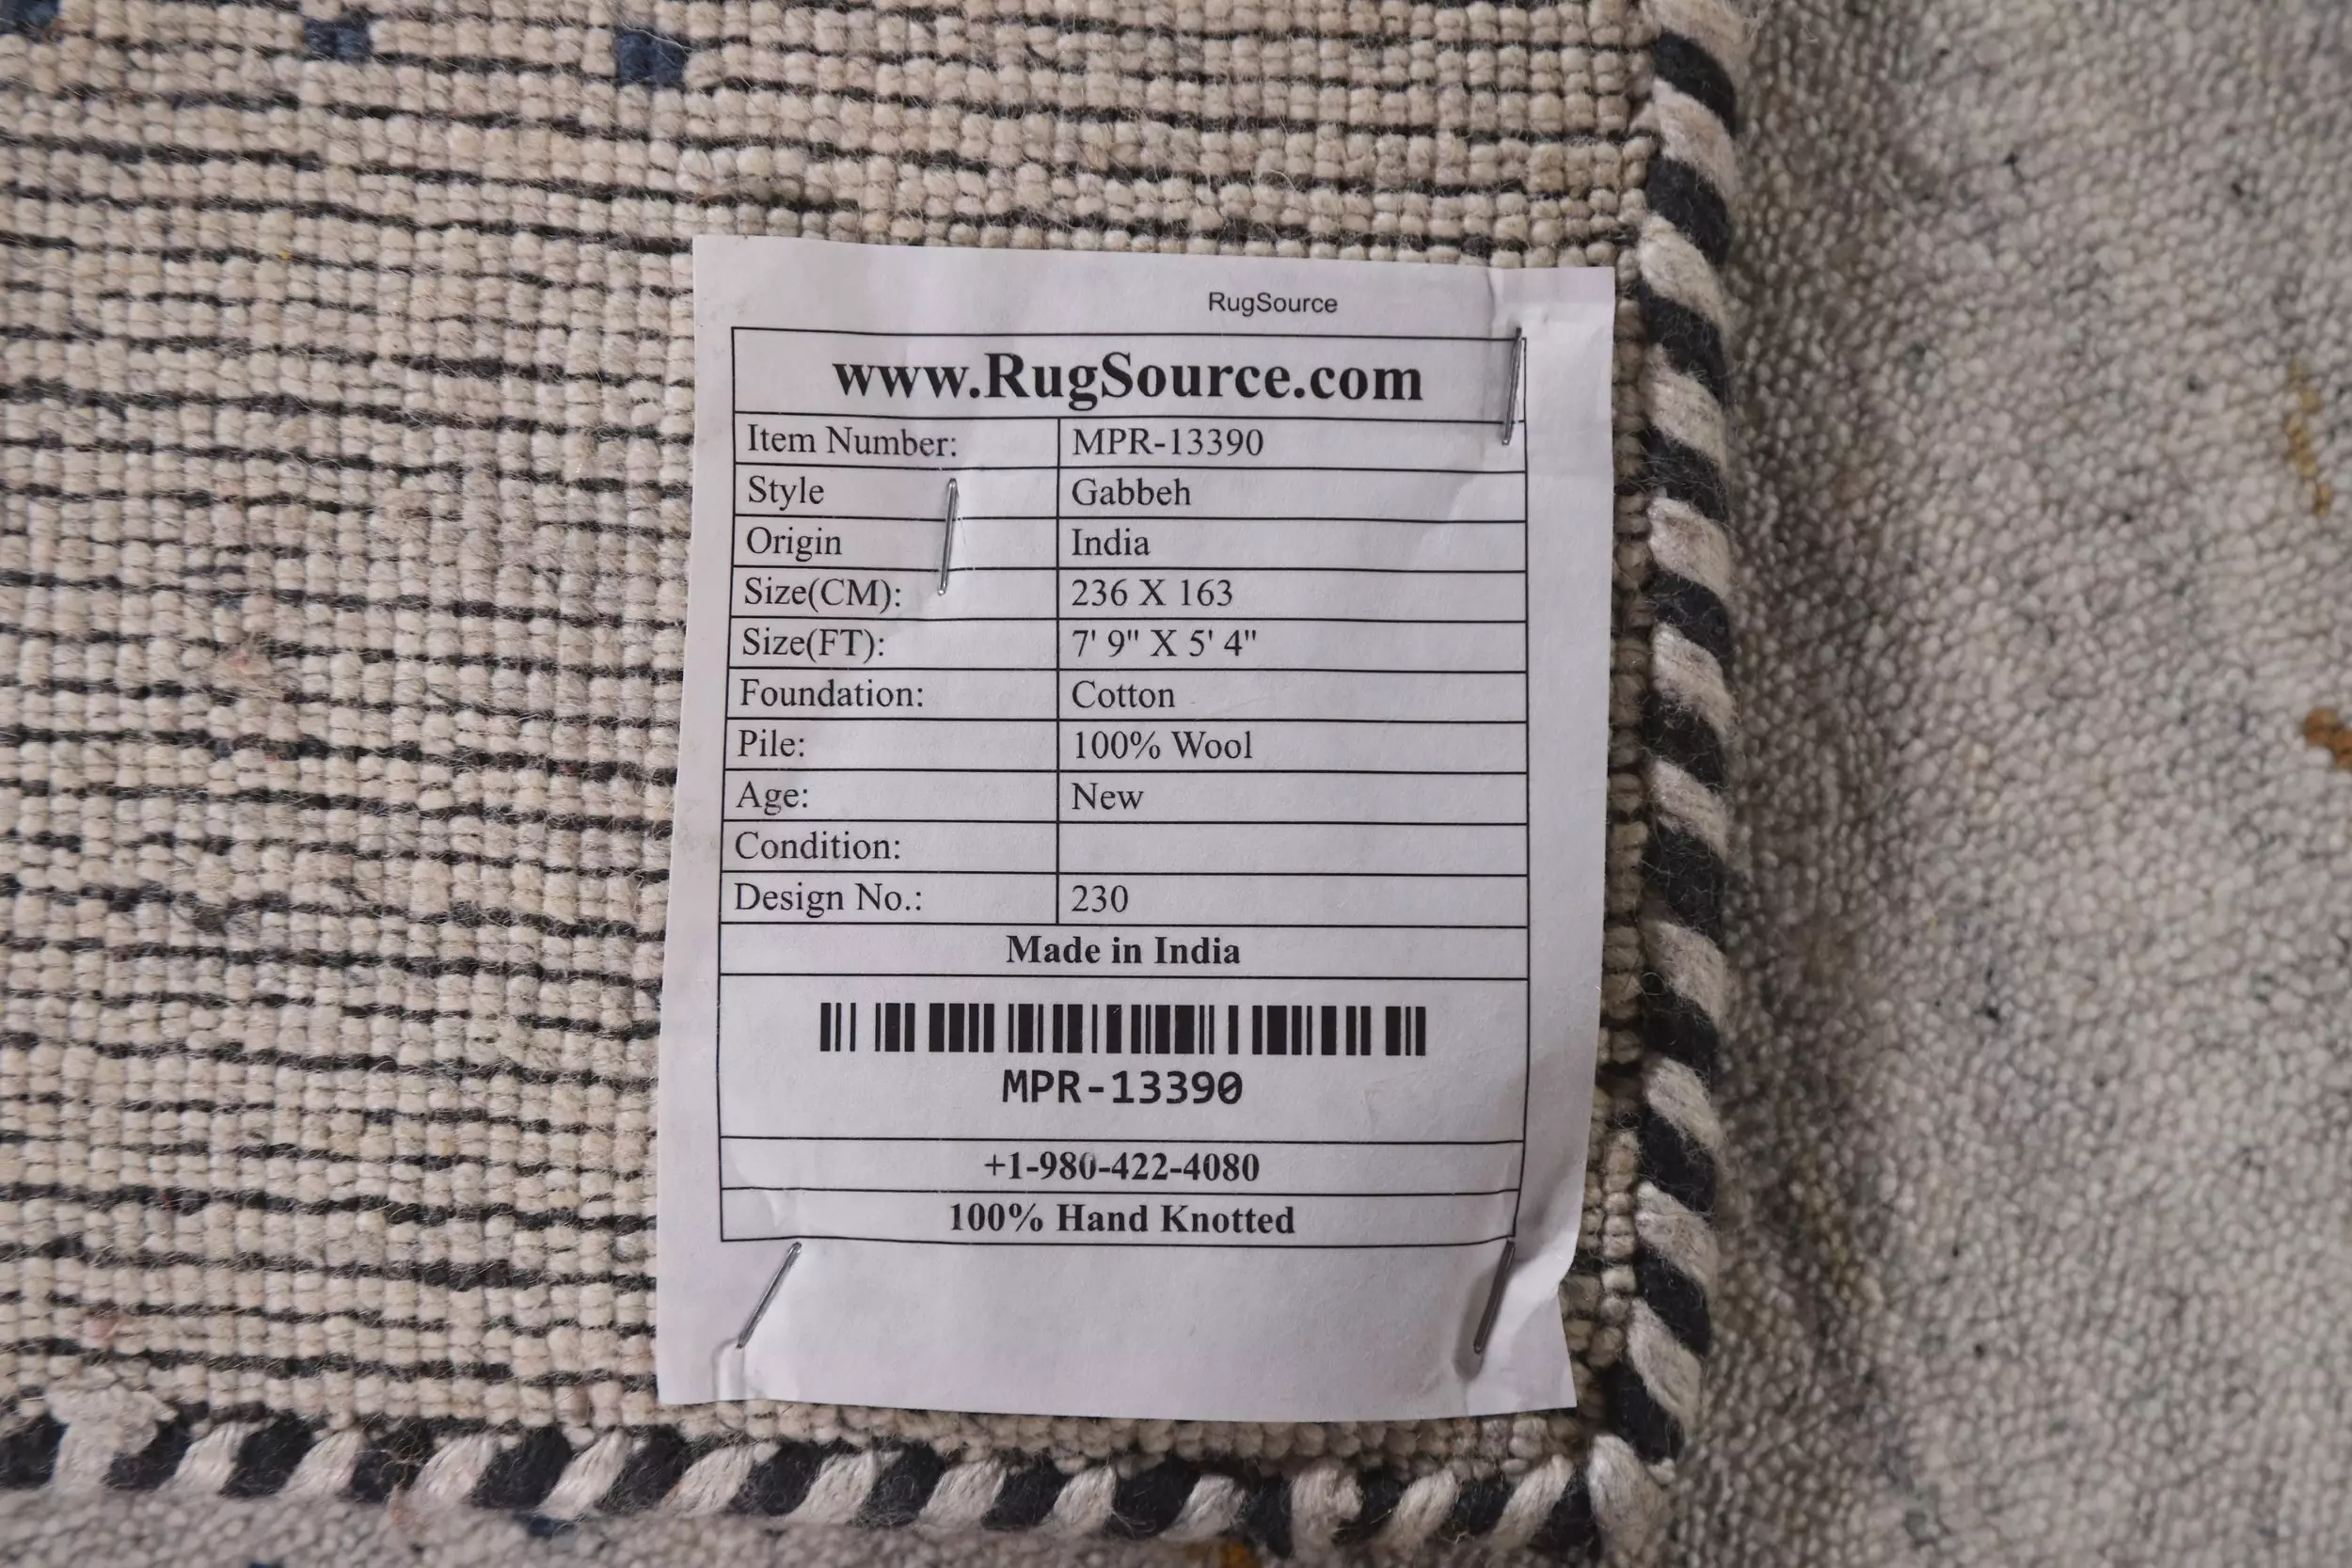 RugSource
www.RugSource.com
Item Number: MPR-13390
Style Gabbeh
Origin India
Size(CM): 236 X 163
Size(FT): 7' 9" X 5' 4"
Foundation: Cotton
Pile: 100% Wool
Age: New
Condition:
Design No.: 230
Made in India
MPR-13390
+1-980-422-4080
100% Hand Knotted